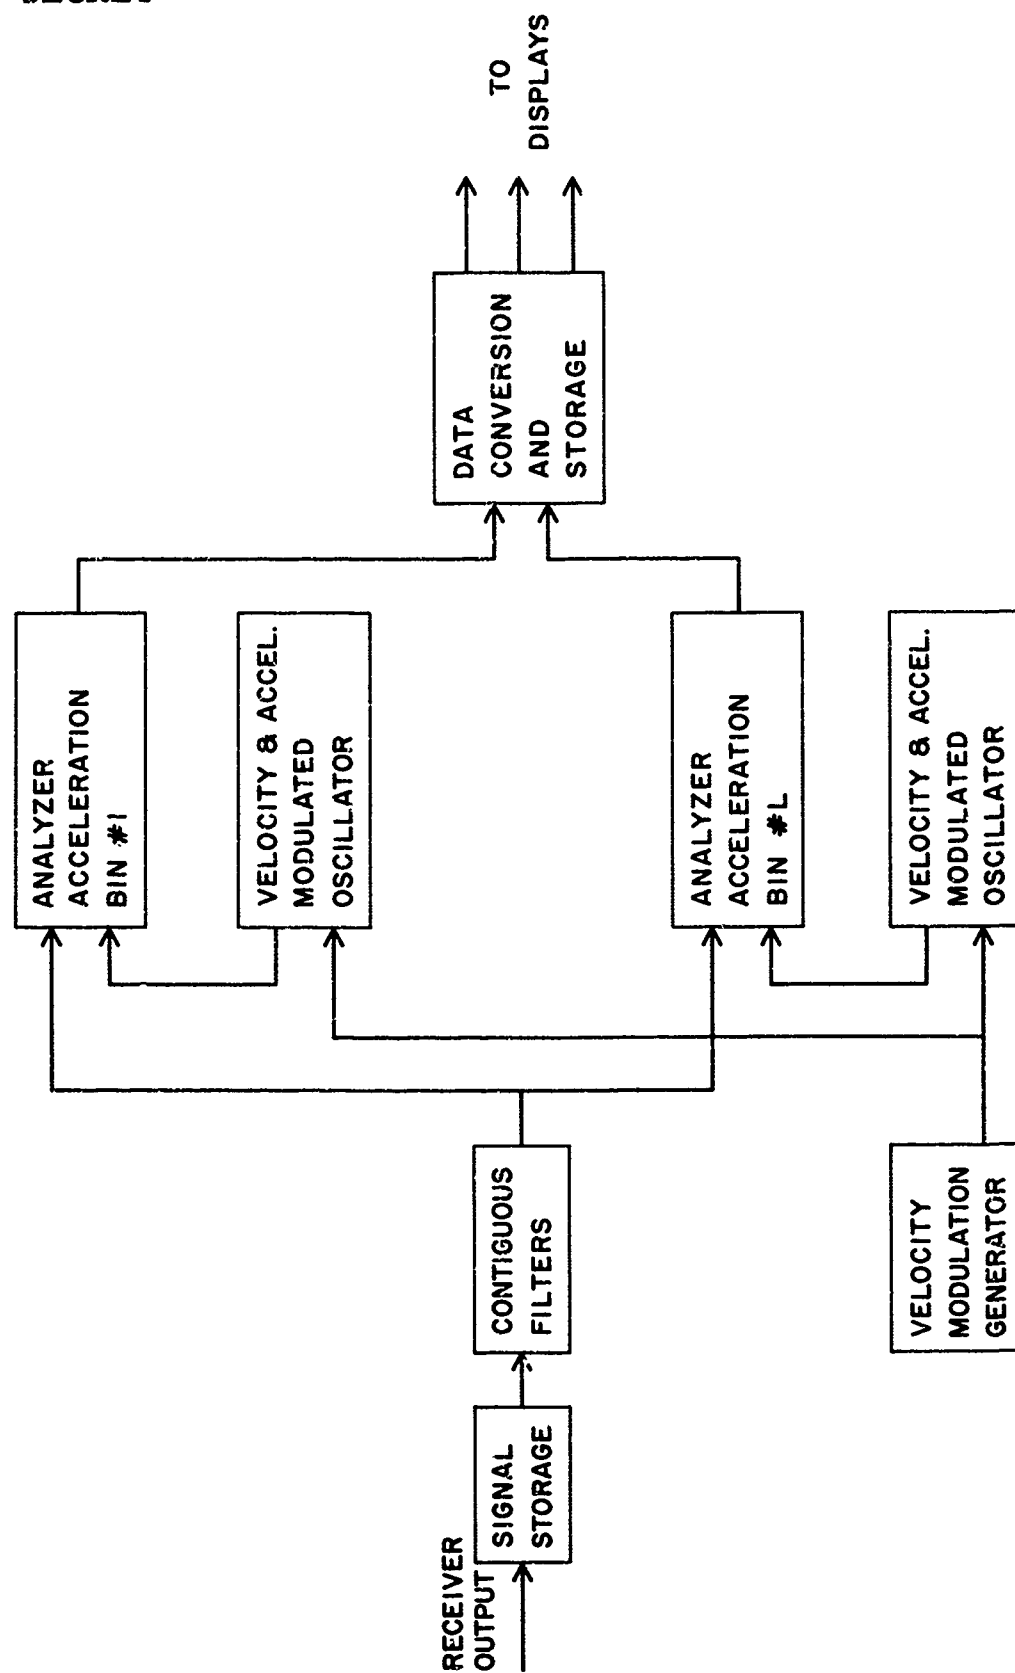 RECEIVER
OUTPUT
SIGNAL
STORAGE
CONTIGUOUS
FILTERS
VELOCITY
MODULATION
GENERATOR
ANALYZER
ACCELERATION
BIN #1
VELOCITY & ACCEL.
MODULATED
OSCILLATOR
ANALYZER
ACCELERATION
BIN #L
VELOCITY & ACCEL.
MODULATED
OSCILLATOR
DATA
CONVERSION
AND
STORAGE
TO
DISPLAYS